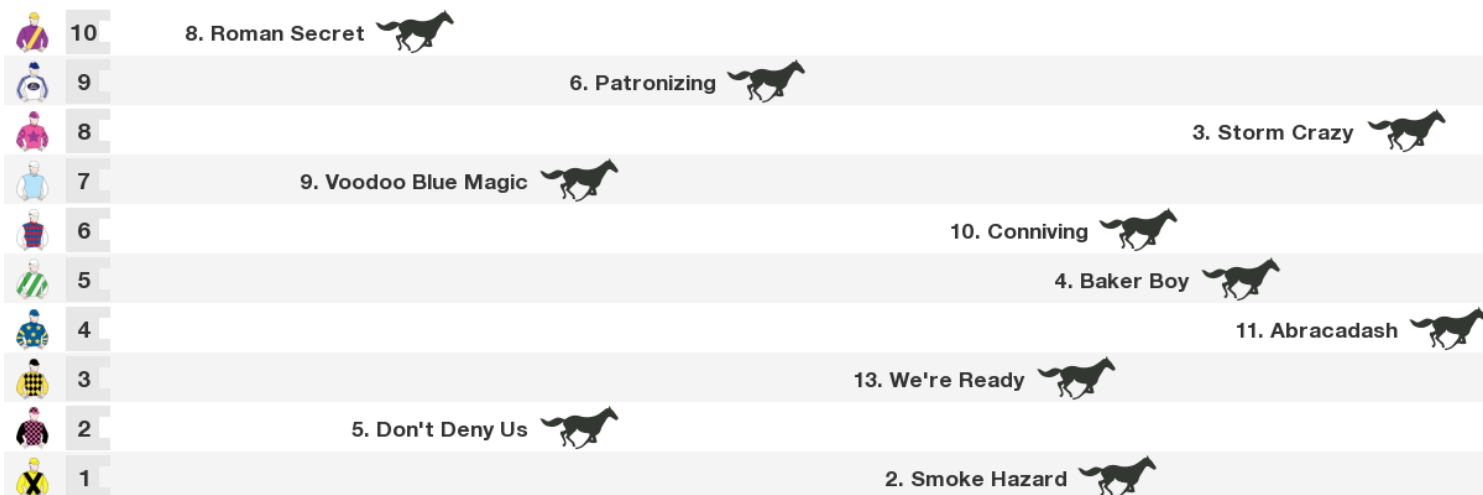 10 8. Roman Secret
9 6. Patronizing
8 3. Storm Crazy
7 9. Voodoo Blue Magic
6 10. Conniving
5 4. Baker Boy
4 11. Abracadash
3 13. We're Ready
2 5. Don't Deny Us
1 2. Smoke Hazard